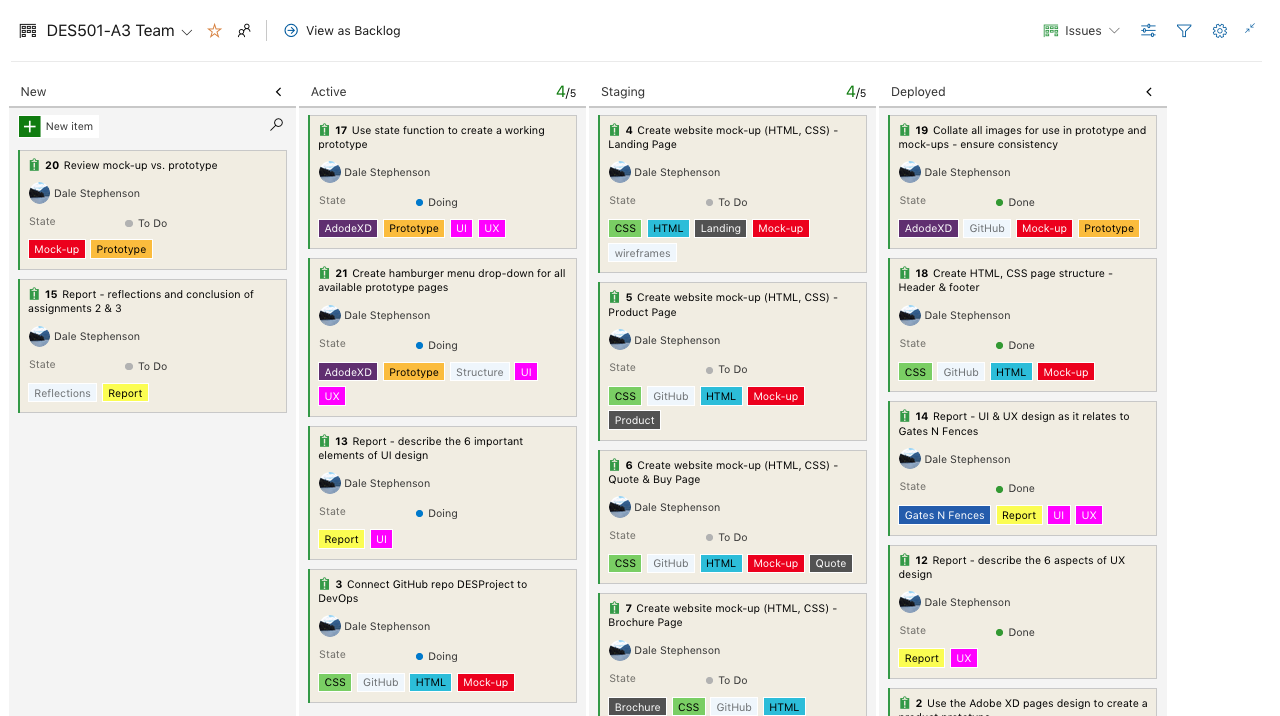 DES501-A3 Team
View as Backlog
Issues
New
Active
4/5
Staging
4/5
Deployed
New item
20 Review mock-up vs. prototype
Dale Stephenson
State
To Do
Mock-up
Prototype
15 Report - reflections and conclusion of
assignments 2 & 3
Dale Stephenson
State
To Do
Reflections
Report
17 Use state function to create a working
prototype
Dale Stephenson
State
Doing
AdodeXD
Prototype
UI
UX
21 Create hamburger menu drop-down for all
available prototype pages
Dale Stephenson
State
Doing
AdodeXD
Prototype
Structure
UI
UX
13 Report - describe the 6 important
elements of UI design
Dale Stephenson
State
Doing
Report
UI
3 Connect GitHub repo DESProject to
DevOps
Dale Stephenson
State
Doing
CSS
GitHub
HTML
Mock-up
4 Create website mock-up (HTML, CSS) -
Landing Page
Dale Stephenson
State
To Do
CSS
HTML
Landing
Mock-up
wireframes
5 Create website mock-up (HTML, CSS) -
Product Page
Dale Stephenson
State
To Do
CSS
GitHub
HTML
Mock-up
Product
6 Create website mock-up (HTML, CSS) -
Quote & Buy Page
Dale Stephenson
State
To Do
CSS
GitHub
HTML
Mock-up
Quote
7 Create website mock-up (HTML, CSS) -
Brochure Page
Dale Stephenson
State
To Do
Brochure
CSS
GitHub
HTML
19 Collate all images for use in prototype and
mock-ups - ensure consistency
Dale Stephenson
State
Done
AdodeXD
GitHub
Mock-up
Prototype
18 Create HTML, CSS page structure -
Header & footer
Dale Stephenson
State
Done
CSS
GitHub
HTML
Mock-up
14 Report - UI & UX design as it relates to
Gates N Fences
Dale Stephenson
State
Done
Gates N Fences
Report
UI
UX
12 Report - describe the 6 aspects of UX
design
Dale Stephenson
State
Done
Report
UX
2 Use the Adobe XD pages design to create a
product prototype